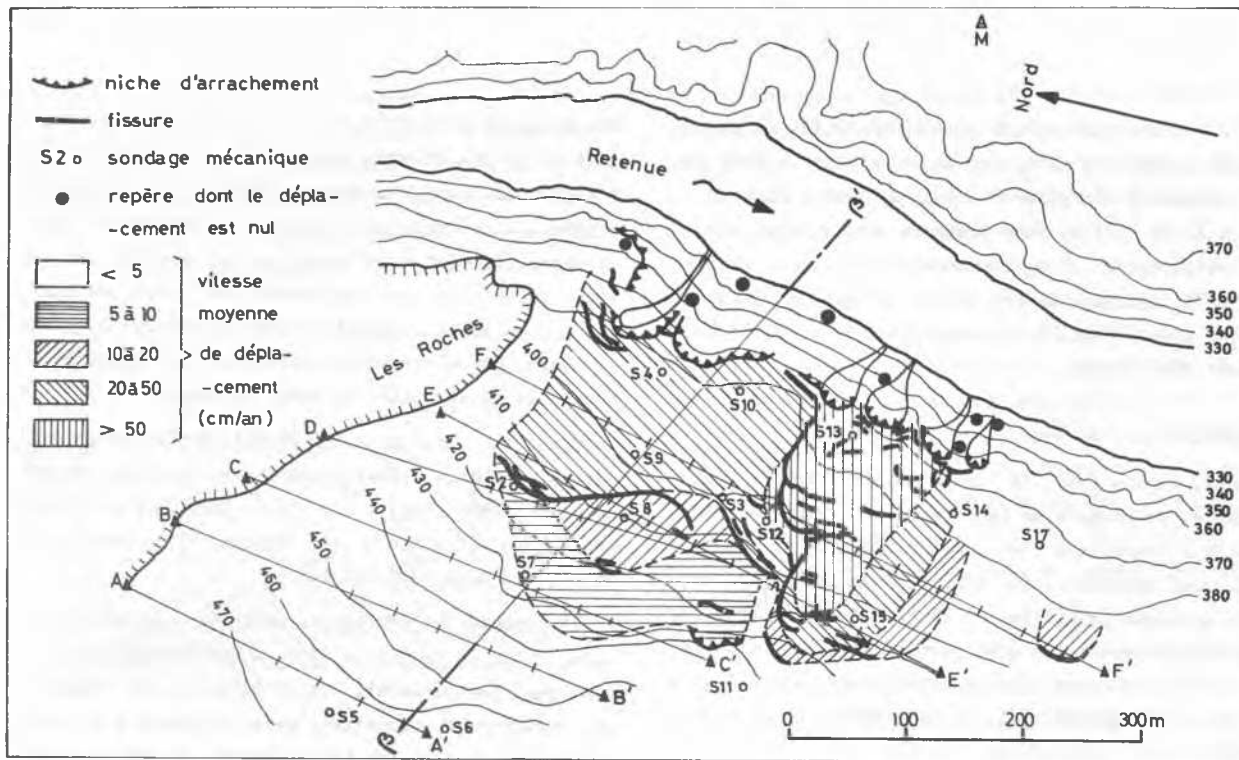 niche d'arrachement
fissure
S2 sondage mécanique
repère dont le dépla-
-cement est nul
< 5
5 à 10
10 à 20
20 à 50
> 50
vitesse
moyenne
de dépla-
-cement
(cm/an)
M
Nord
Retenue
Les Roches
370
360
350
340
330
β'
F
E
D
C
B
A
400
410
420
430
440
450
460
470
S4
S10
S9
S2
S8
S3
S12
S13
S14
S17
S7
S15
S11
S5
S6
330
340
350
360
370
380
A
C'
B'
A'
E'
F'
β
0 100 200 300 m